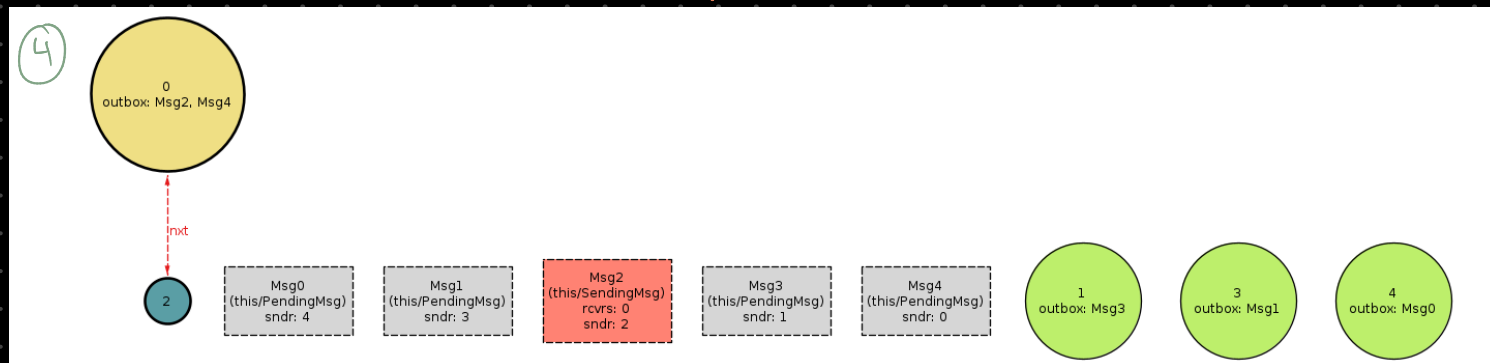 4
0
outbox: Msg2, Msg4
nxt
2
Msg0
(this/PendingMsg)
sndr: 4
Msg1
(this/PendingMsg)
sndr: 3
Msg2
(this/SendingMsg)
rcvrs: 0
sndr: 2
Msg3
(this/PendingMsg)
sndr: 1
Msg4
(this/PendingMsg)
sndr: 0
1
outbox: Msg3
3
outbox: Msg1
4
outbox: Msg0